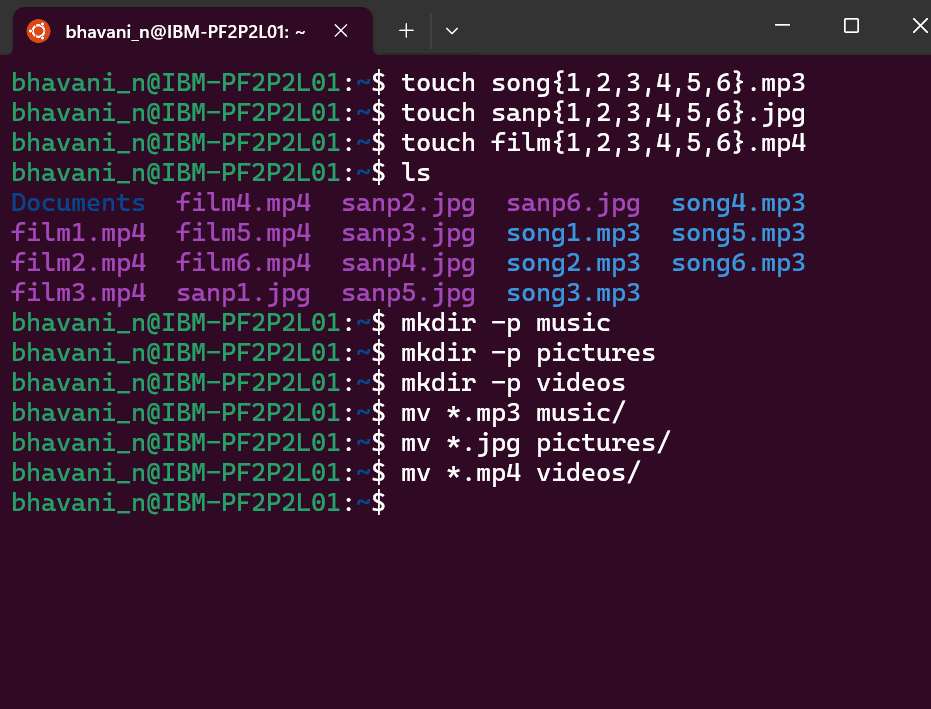 bhavani_n@IBM-PF2P2L01: ~
bhavani_n@IBM-PF2P2L01:~$ touch song{1,2,3,4,5,6}.mp3
bhavani_n@IBM-PF2P2L01:~$ touch sanp{1,2,3,4,5,6}.jpg
bhavani_n@IBM-PF2P2L01:~$ touch film{1,2,3,4,5,6}.mp4
bhavani_n@IBM-PF2P2L01:~$ ls
Documents  film4.mp4  sanp2.jpg  sanp6.jpg  song4.mp3
film1.mp4  film5.mp4  sanp3.jpg  song1.mp3  song5.mp3
film2.mp4  film6.mp4  sanp4.jpg  song2.mp3  song6.mp3
film3.mp4  sanp1.jpg  sanp5.jpg  song3.mp3
bhavani_n@IBM-PF2P2L01:~$ mkdir -p music
bhavani_n@IBM-PF2P2L01:~$ mkdir -p pictures
bhavani_n@IBM-PF2P2L01:~$ mkdir -p videos
bhavani_n@IBM-PF2P2L01:~$ mv *.mp3 music/
bhavani_n@IBM-PF2P2L01:~$ mv *.jpg pictures/
bhavani_n@IBM-PF2P2L01:~$ mv *.mp4 videos/
bhavani_n@IBM-PF2P2L01:~$